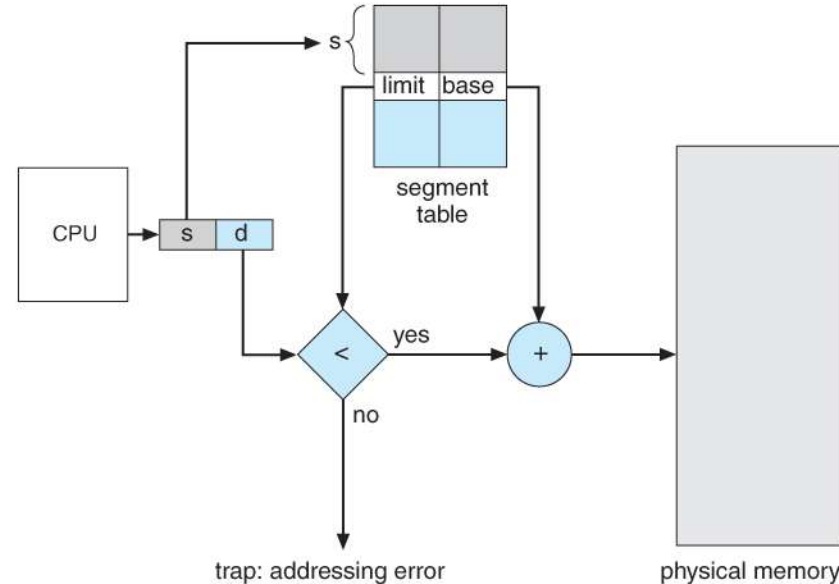 s
limit base
segment
table
CPU
s d
<
yes
+
no
trap: addressing error
physical memory